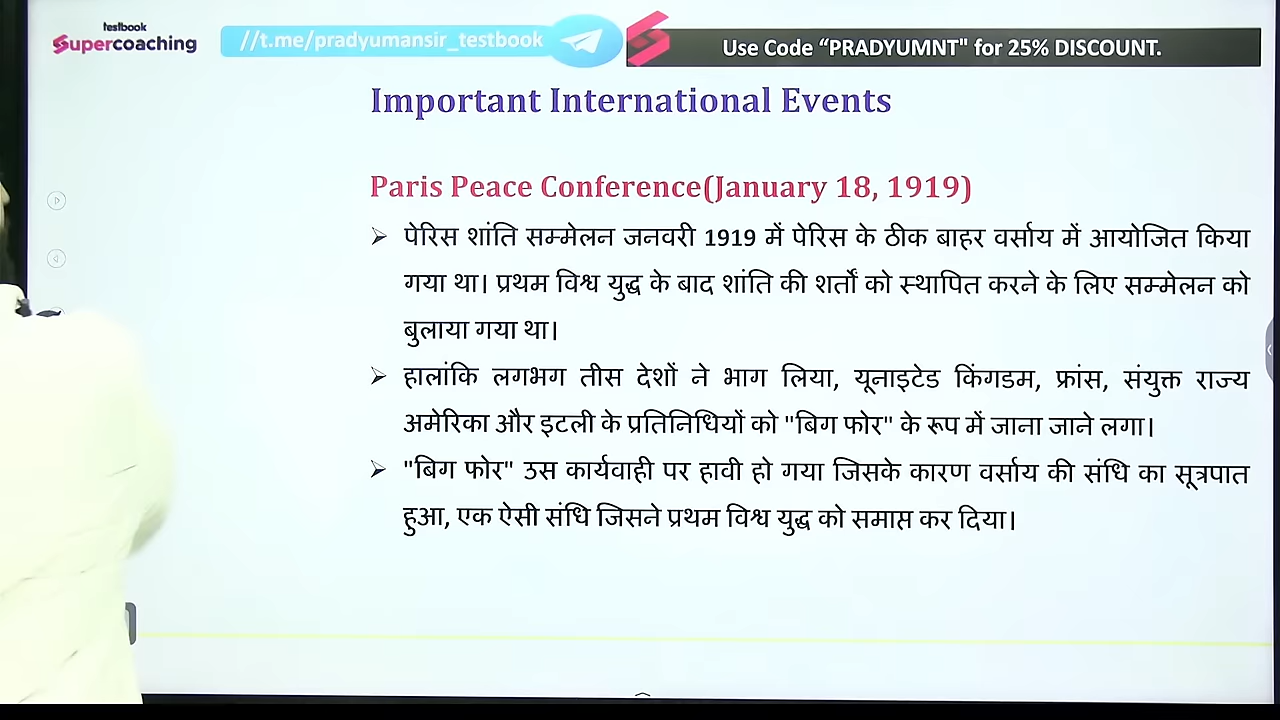 testbook
Supercoaching
//t.me/pradyumansir_testbook
Use Code “PRADYUMNT" for 25% DISCOUNT.
Important International Events
Paris Peace Conference(January 18, 1919)
पेरिस शांति सम्मेलन जनवरी 1919 में पेरिस के ठीक बाहर वर्साय में आयोजित किया
गया था। प्रथम विश्व युद्ध के बाद शांति की शर्तों को स्थापित करने के लिए सम्मेलन को
बुलाया गया था।
हालांकि लगभग तीस देशों ने भाग लिया, यूनाइटेड किंगडम, फ्रांस, संयुक्त राज्य
अमेरिका और इटली के प्रतिनिधियों को "बिग फोर" के रूप में जाना जाने लगा।
"बिग फोर" उस कार्यवाही पर हावी हो गया जिसके कारण वर्साय की संधि का सूत्रपात
हुआ, एक ऐसी संधि जिसने प्रथम विश्व युद्ध को समाप्त कर दिया।